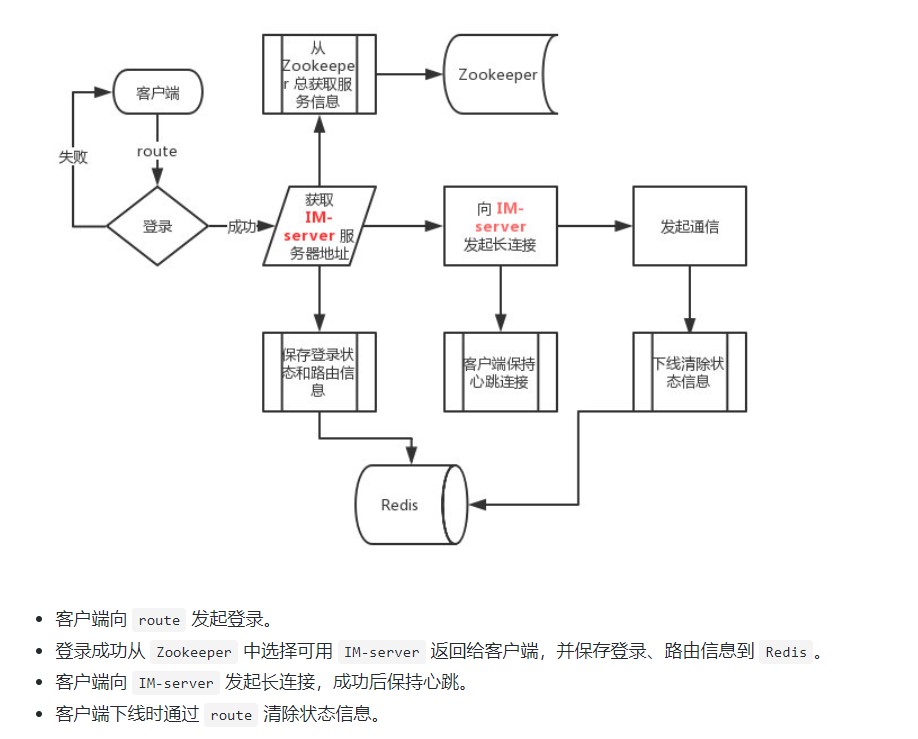 从
Zookeepe
r 总获取服
务信息
Zookeeper
客户端
route
失败
登录
成功
获取
IM-
server 服
务器地址
向 IM-
server
发起长连接
发起通信
保存登录状
态和路由信
息
客户端保持
心跳连接
下线清除状
态信息
Redis
客户端向 route 发起登录。
登录成功从 Zookeeper 中选择可用 IM-server 返回给客户端，并保存登录、路由信息到 Redis 。
客户端向 IM-server 发起长连接，成功后保持心跳。
客户端下线时通过 route 清除状态信息。